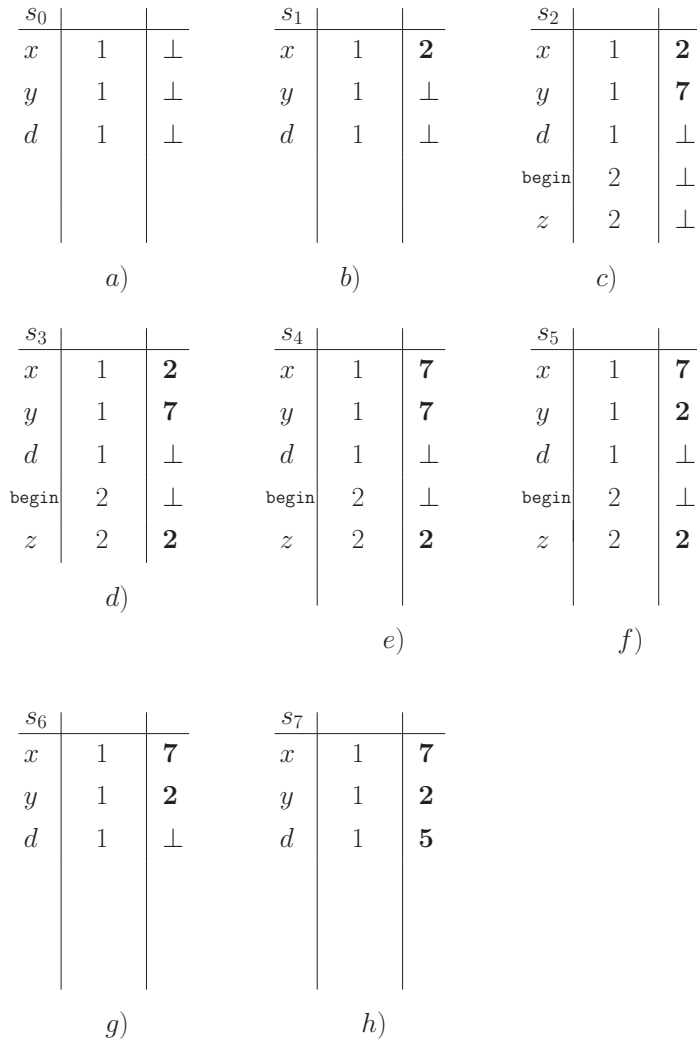 s₀ s₁ s₂
x 1 ⊥ x 1 2 x 1 2
y 1 ⊥ y 1 ⊥ y 1 7
d 1 ⊥ d 1 ⊥ d 1 ⊥
begin 2 ⊥
z 2 ⊥
a) b) c)
s₃ s₄ s₅
x 1 2 x 1 7 x 1 7
y 1 7 y 1 7 y 1 2
d 1 ⊥ d 1 ⊥ d 1 ⊥
begin 2 ⊥ begin 2 ⊥ begin 2 ⊥
z 2 2 z 2 2 z 2 2
d)
e) f)
s₆ s₇
x 1 7 x 1 7
y 1 2 y 1 2
d 1 ⊥ d 1 5
g) h)